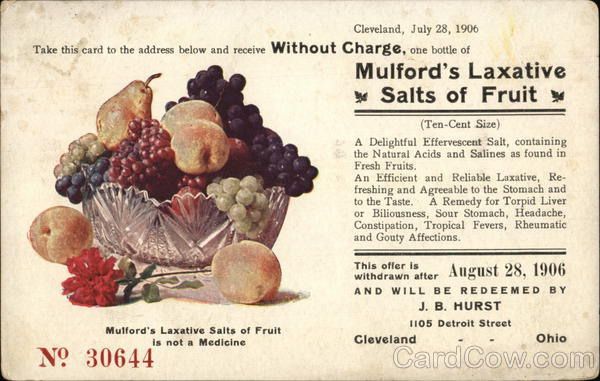 Cleveland, July 28, 1906
Take this card to the address below and receive Without Charge, one bottle of
Mulford's Laxative
Salts of Fruit
(Ten-Cent Size)
A Delightful Effervescent Salt, containing
the Natural Acids and Salines as found in
Fresh Fruits.
An Efficient and Reliable Laxative, Re-
freshing and Agreeable to the Stomach and
to the Taste. A Remedy for Torpid Liver
or Biliousness, Sour Stomach, Headache,
Constipation, Tropical Fevers, Rheumatic
and Gouty Affections.
This offer is
withdrawn after August 28, 1906
AND WILL BE REDEEMED BY
J. B. HURST
1105 Detroit Street
Cleveland - - Ohio
Mulford's Laxative Salts of Fruit
is not a Medicine
No. 30644
CardCow.com